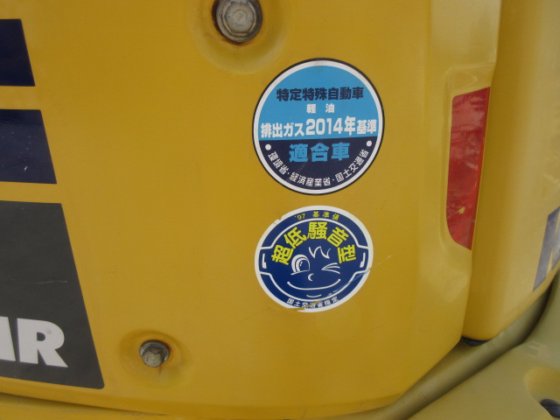 特定特殊自動車
軽油
排出ガス2014年基準
適合車
環境省・経済産業省・国土交通省
'97 基準値
超低騒音型
国土交通省指定
MR